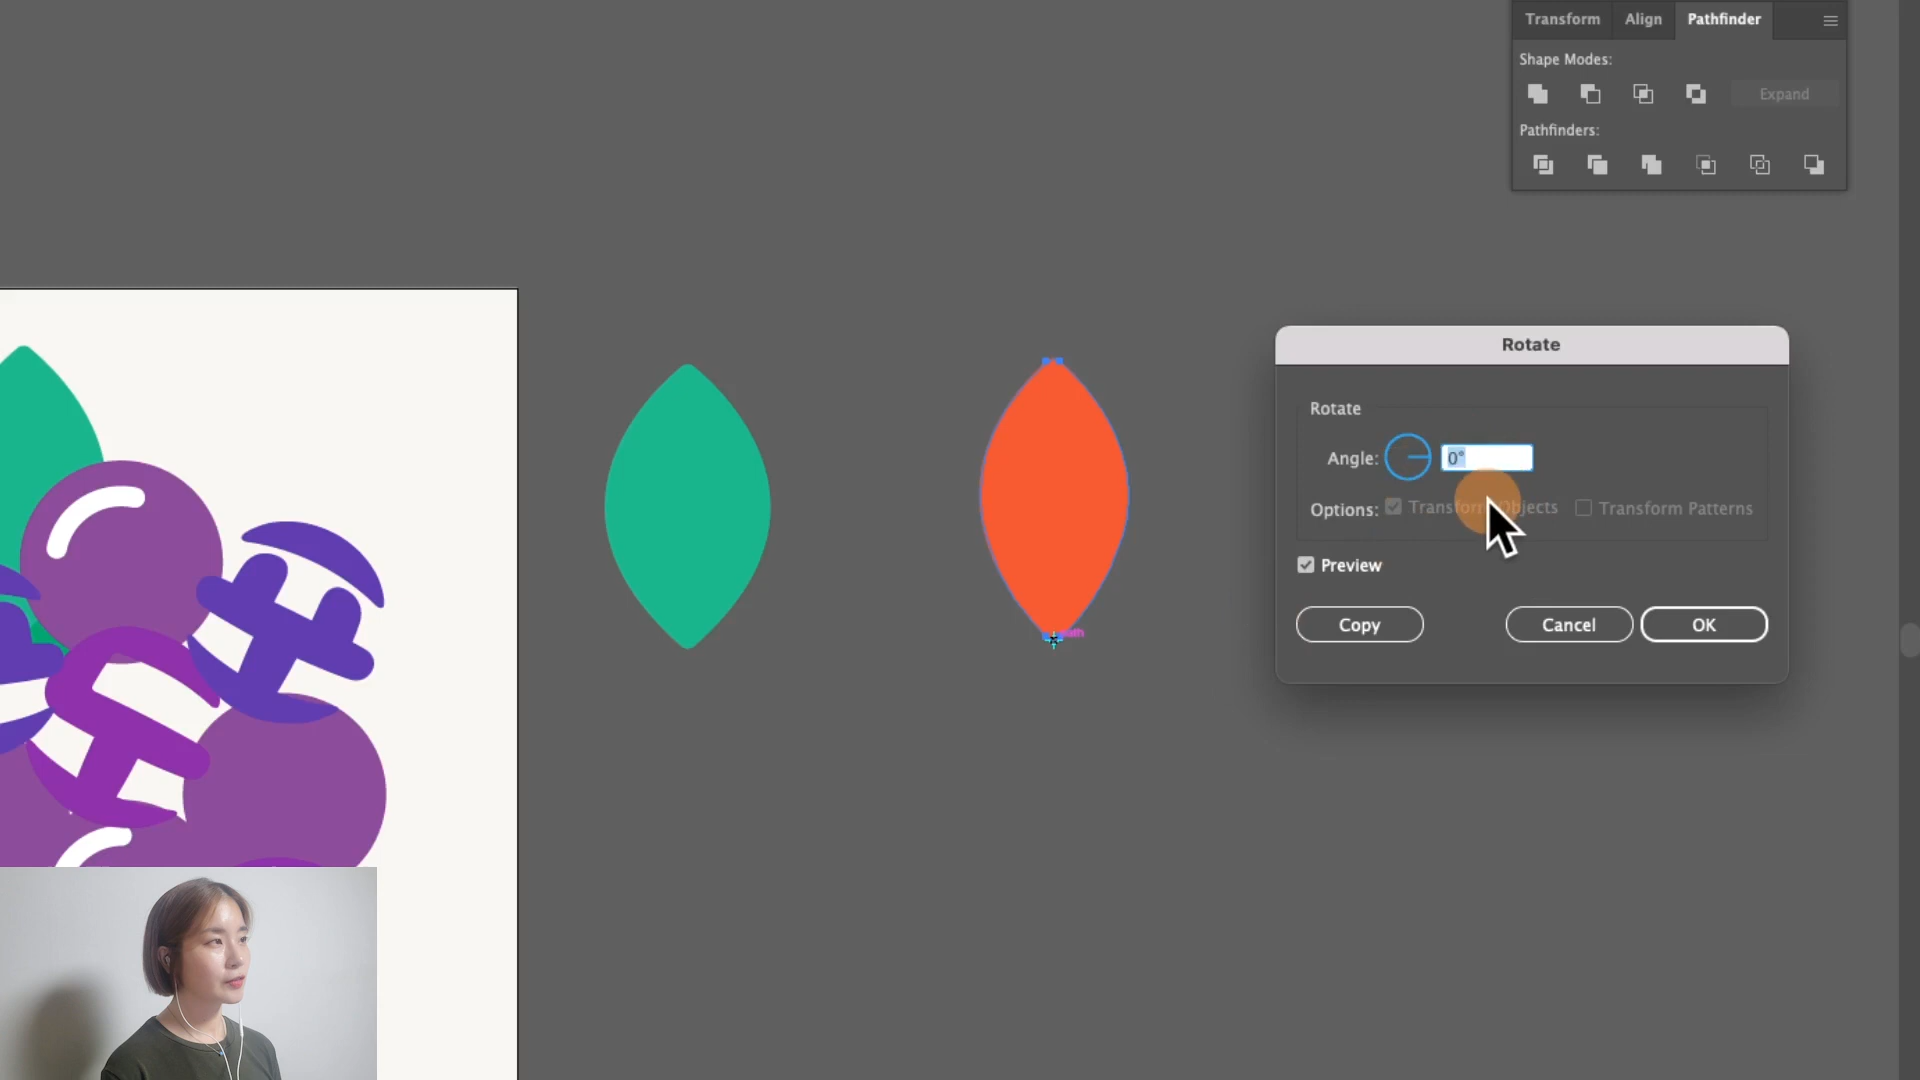 Transform Align Pathfinder
Shape Modes:
Expand
Pathfinders:
Rotate
Rotate
Angle: 0°
Options: Transform Objects Transform Patterns
Preview
Copy Cancel OK